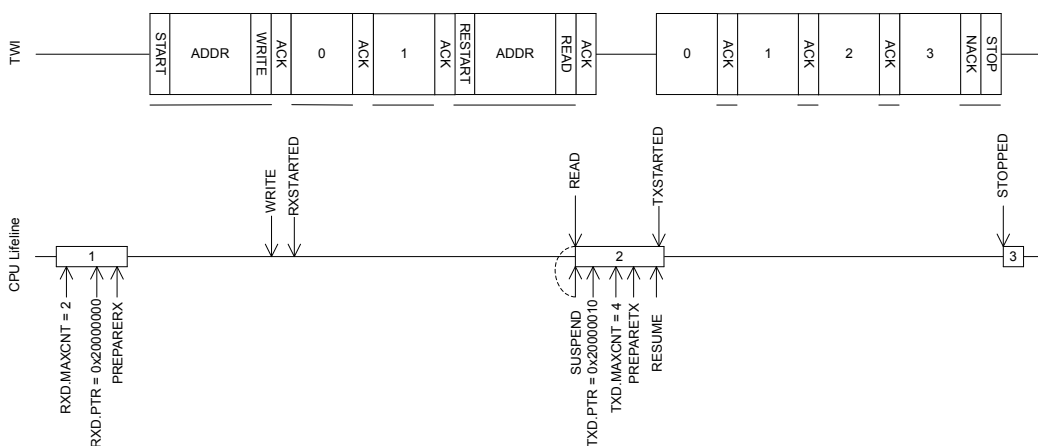 TWI
START
ADDR
WRITE
ACK
0
ACK
1
ACK
RESTART
ADDR
READ
ACK
0
ACK
1
ACK
2
ACK
3
NACK
STOP
CPU Lifeline
WRITE
RXSTARTED
READ
TXSTARTED
STOPPED
1
2
3
RXD.MAXCNT = 2
RXD.PTR = 0x20000000
PREPARERX
SUSPEND
TXD.PTR = 0x20000010
TXD.MAXCNT = 4
PREPARETX
RESUME